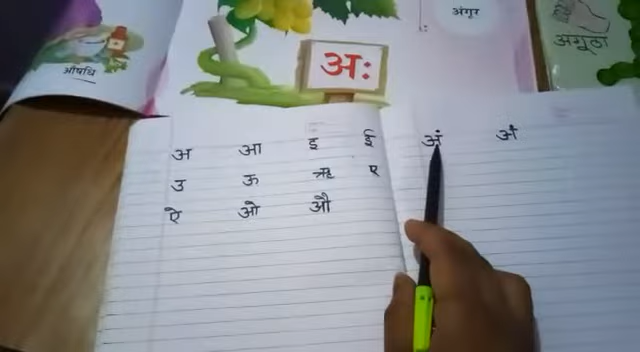 औषधि
अंगूर
अंगूठा
अः
अ आ इ ई
उ ऊ ऋ ए
ऐ ओ औ
अं अं